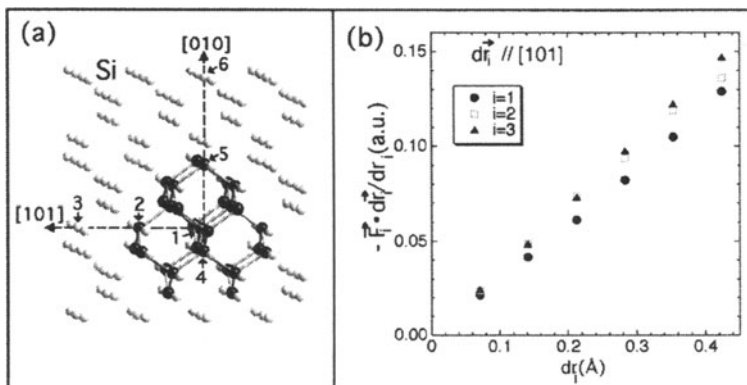 (a)
[010]
Si
6
5
[101]
3
2
1
4
(b)
dr⃗ᵢ // [101]
i=1
i=2
i=3
-F⃗ᵢ•dr⃗ᵢ/drᵢ(a.u.)
0.15
0.10
0.05
0.00
0 0.1 0.2 0.3 0.4
drᵢ(Å)